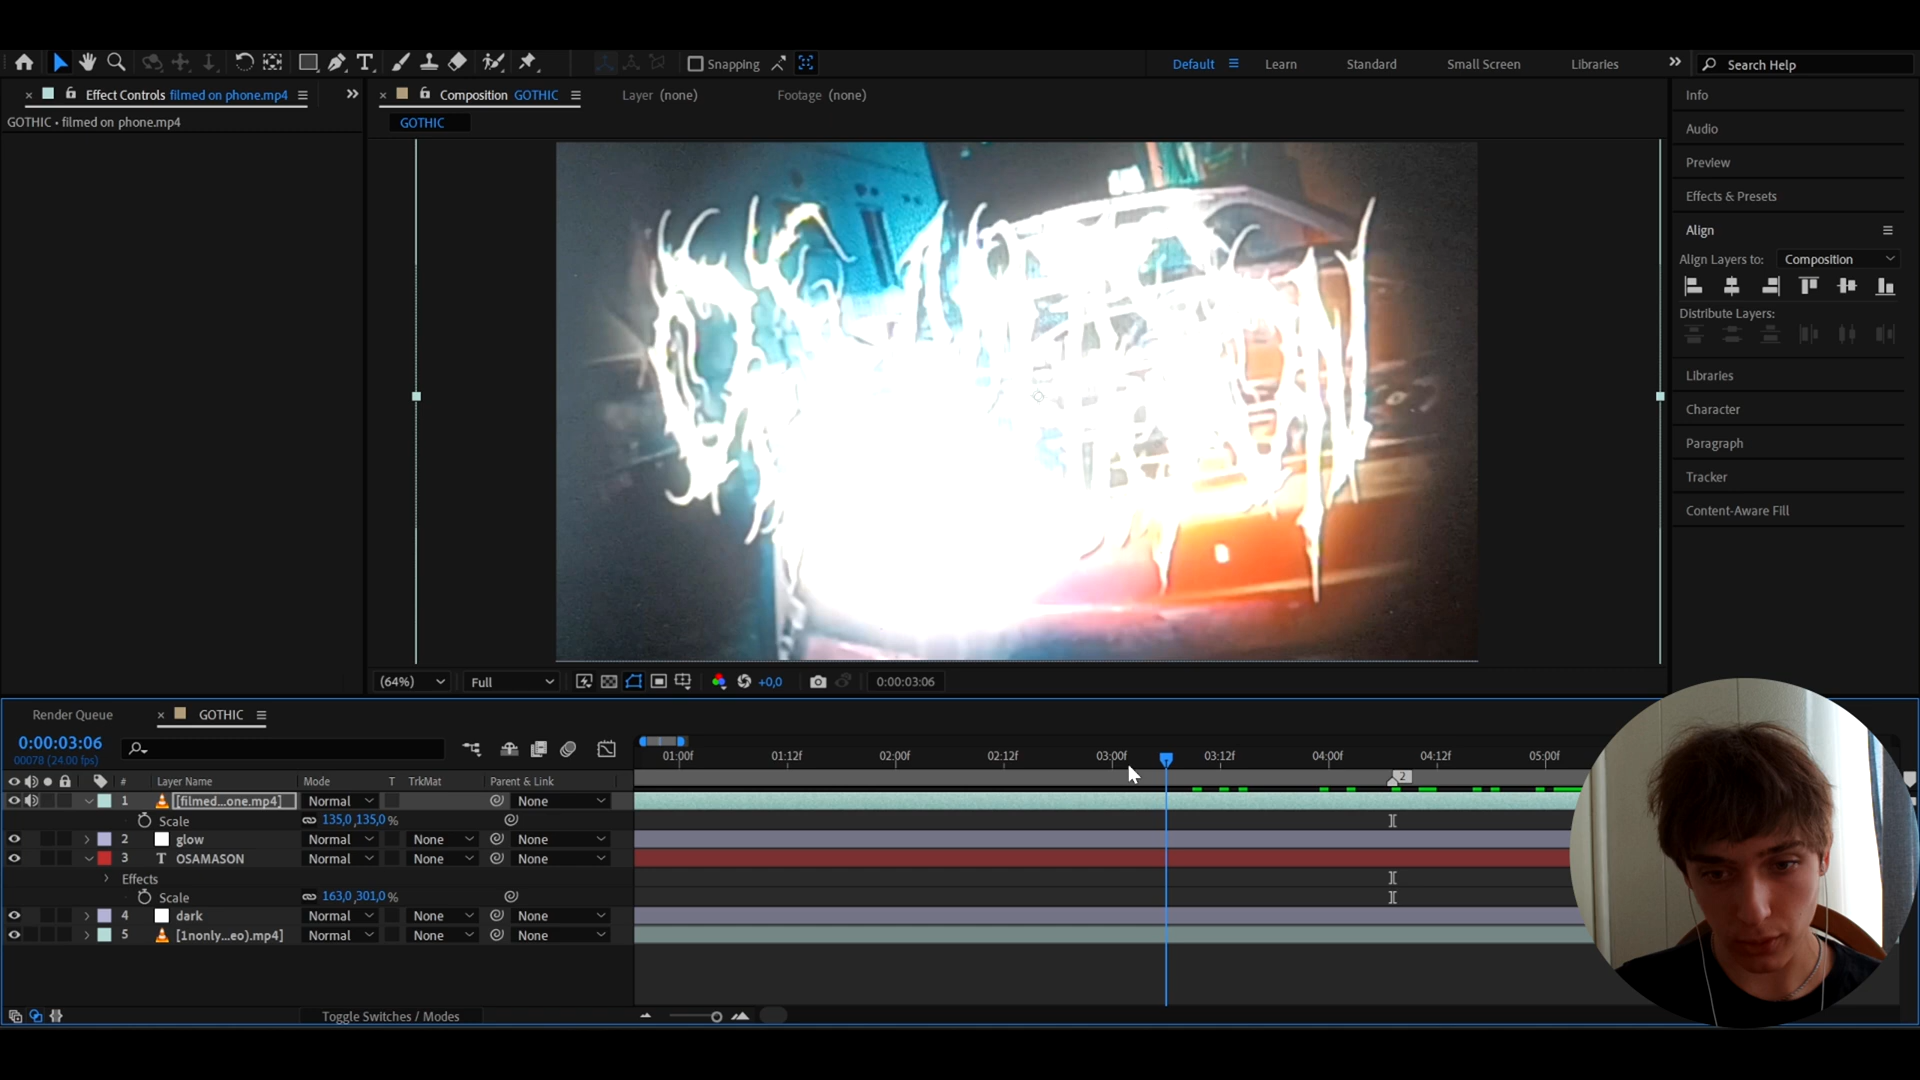 Snapping
Default
Learn
Standard
Small Screen
Libraries
Search Help
Effect Controls filmed on phone.mp4
Composition GOTHIC
Layer (none)
Footage (none)
GOTHIC • filmed on phone.mp4
GOTHIC
Info
Audio
Preview
Effects & Presets
Align
Align Layers to: Composition
Distribute Layers:
Libraries
Character
Paragraph
Tracker
Content-Aware Fill
(64%)
Full
+0,0
0:00:03:06
Render Queue
GOTHIC
0:00:03:06
00078 (24.00 fps)
01:00f
01:12f
02:00f
02:12f
03:00f
03:12f
04:00f
04:12f
05:00f
2
# Layer Name Mode T TrkMat Parent & Link
1 [filmed...one.mp4] Normal None
Scale 135,0,135,0%
2 glow Normal None None
3 T OSAMASON Normal None None
Effects
Scale 163,0,301,0%
4 dark Normal None None
5 [1nonly...eo).mp4] Normal None None
Toggle Switches / Modes